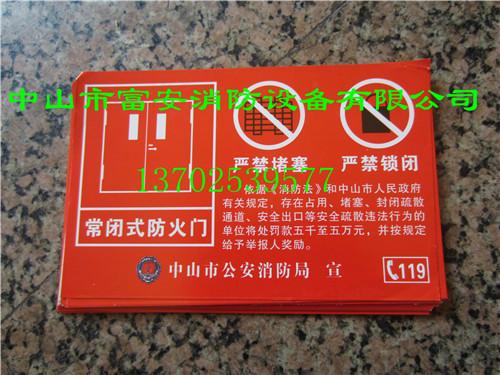 中山市富安消防设备有限公司
严禁堵塞
严禁锁闭
13702539577
依据《消防法》和中山市人民政府
有关规定，存在占用、堵塞、封闭疏散
通道、安全出口等安全疏散违法行为的
单位将处罚款五千至五万元，并按规定
给予举报人奖励。
常闭式防火门
中山市公安消防局 宣
119